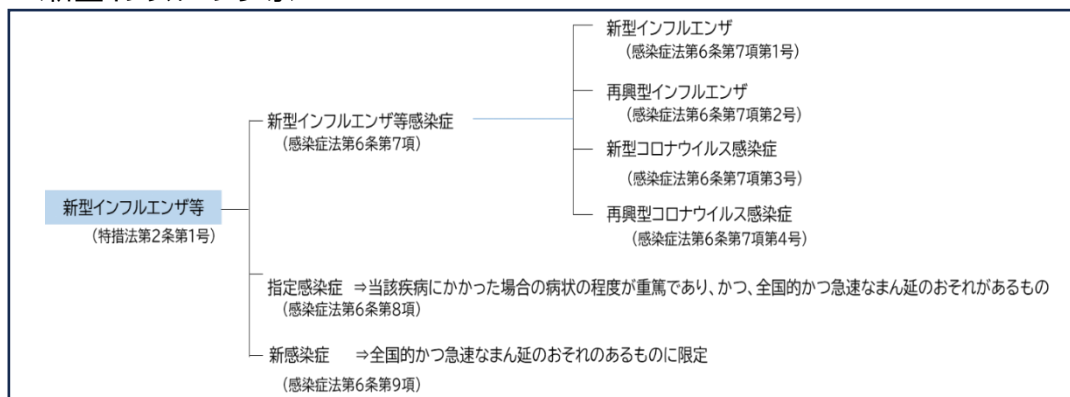 新型インフルエンザ
(感染症法第6条第7項第1号)
再興型インフルエンザ
(感染症法第6条第7項第2号)
新型インフルエンザ等感染症
(感染症法第6条第7項)
新型コロナウイルス感染症
(感染症法第6条第7項第3号)
再興型コロナウイルス感染症
(感染症法第6条第7項第4号)
新型インフルエンザ等
(特措法第2条第1号)
指定感染症 ⇒当該疾病にかかった場合の病状の程度が重篤であり、かつ、全国的かつ急速なまん延のおそれがあるもの
(感染症法第6条第8項)
新感染症 ⇒全国的かつ急速なまん延のおそれのあるものに限定
(感染症法第6条第9項)